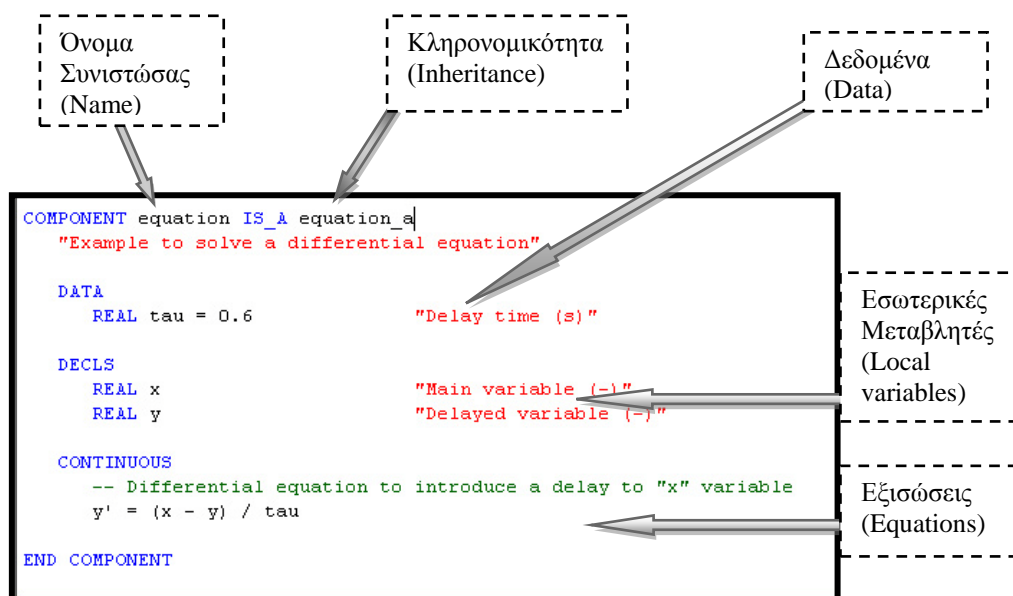 Όνομα
Συνιστώσας
(Name)
Κληρονομικότητα
(Inheritance)
Δεδομένα
(Data)
COMPONENT equation IS_A equation_a
"Example to solve a differential equation"
DATA
REAL tau = 0.6 "Delay time (s)"
DECLS
REAL x "Main variable (-)"
REAL y "Delayed variable (-)"
CONTINUOUS
-- Differential equation to introduce a delay to "x" variable
y' = (x - y) / tau
END COMPONENT
Εσωτερικές
Μεταβλητές
(Local
variables)
Εξισώσεις
(Equations)